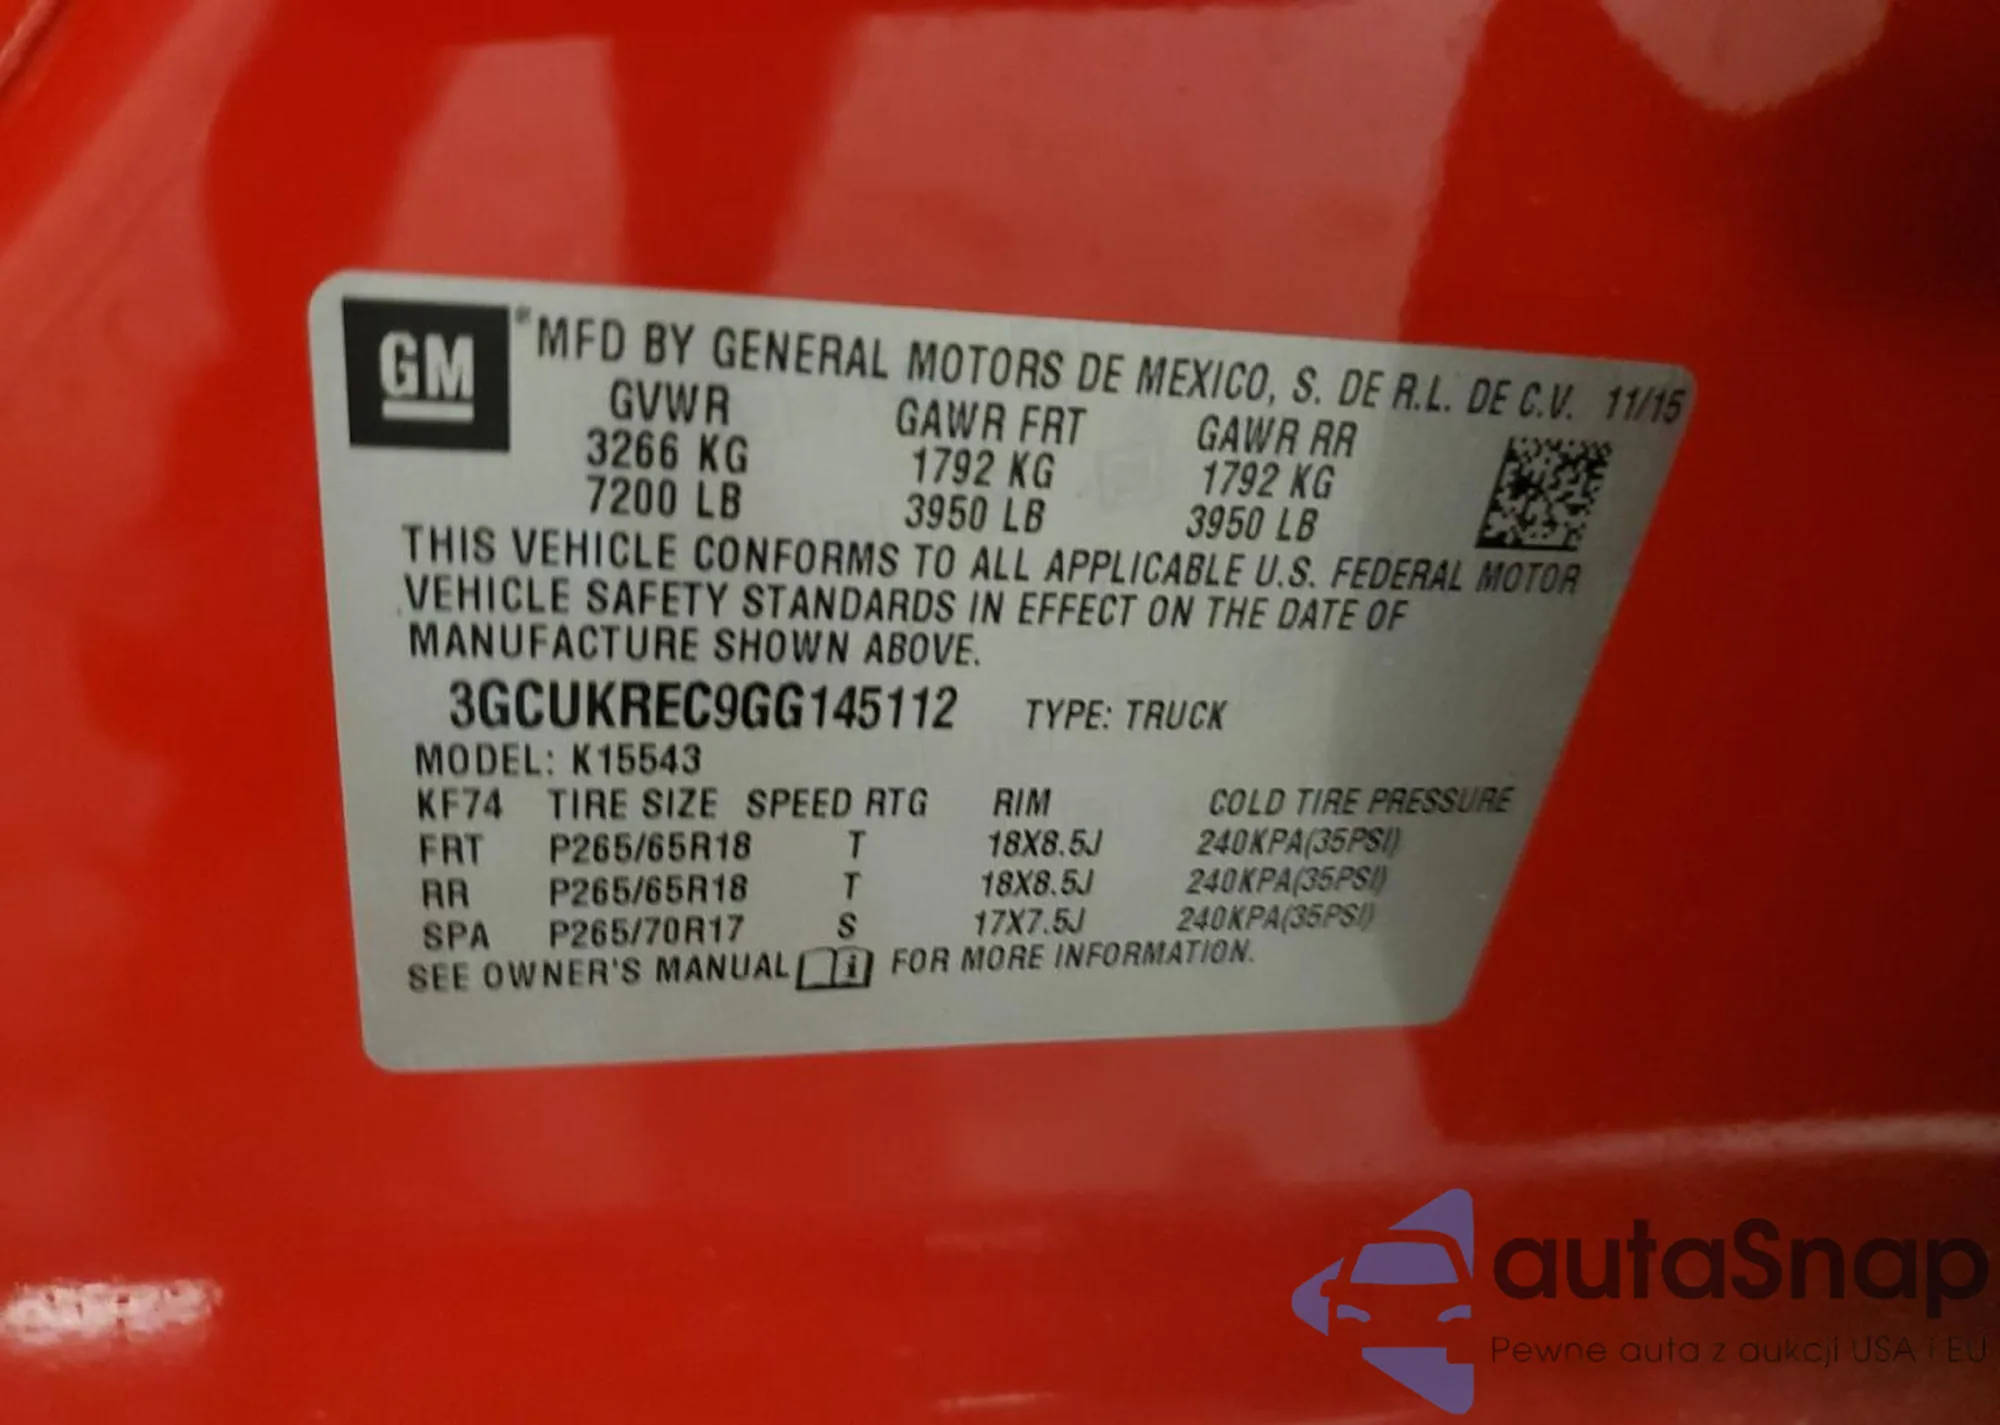 GM ® MFD BY GENERAL MOTORS DE MEXICO, S. DE R.L. DE C.V. 11/15
GVWR GAWR FRT GAWR RR
3266 KG 1792 KG 1792 KG
7200 LB 3950 LB 3950 LB
THIS VEHICLE CONFORMS TO ALL APPLICABLE U.S. FEDERAL MOTOR
VEHICLE SAFETY STANDARDS IN EFFECT ON THE DATE OF
MANUFACTURE SHOWN ABOVE.
3GCUKREC9GG145112 TYPE: TRUCK
MODEL: K15543
KF74 TIRE SIZE SPEED RTG RIM COLD TIRE PRESSURE
FRT P265/65R18 T 18X8.5J 240KPA(35PSI)
RR P265/65R18 T 18X8.5J 240KPA(35PSI)
SPA P265/70R17 S 17X7.5J 240KPA(35PSI)
SEE OWNER'S MANUAL i FOR MORE INFORMATION.
autaSnap
Pewne auta z aukcji USA i EU